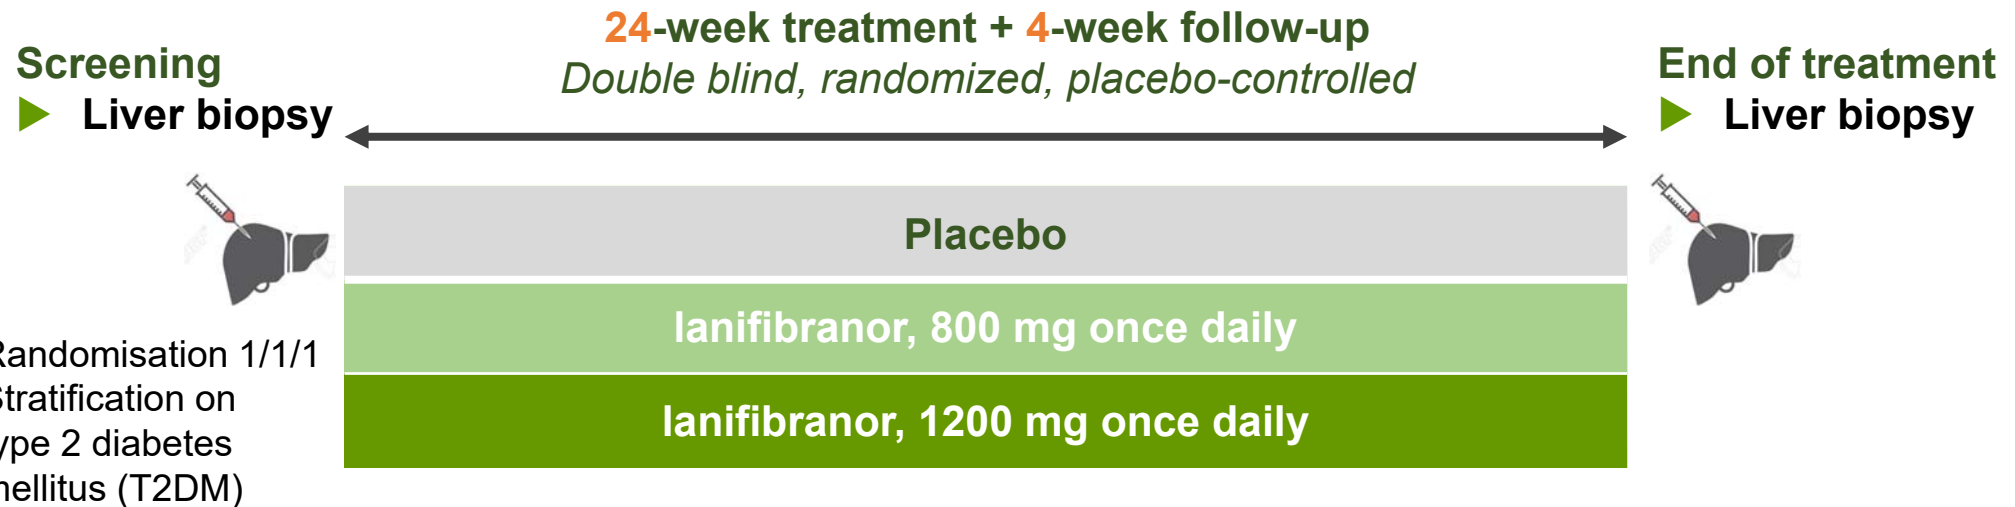 Screening
▶ Liver biopsy
24-week treatment + 4-week follow-up
Double blind, randomized, placebo-controlled
End of treatment
▶ Liver biopsy
Placebo
lanifibranor, 800 mg once daily
lanifibranor, 1200 mg once daily
andomisation 1/1/1
tratification on
ype 2 diabetes
ellitus (T2DM)